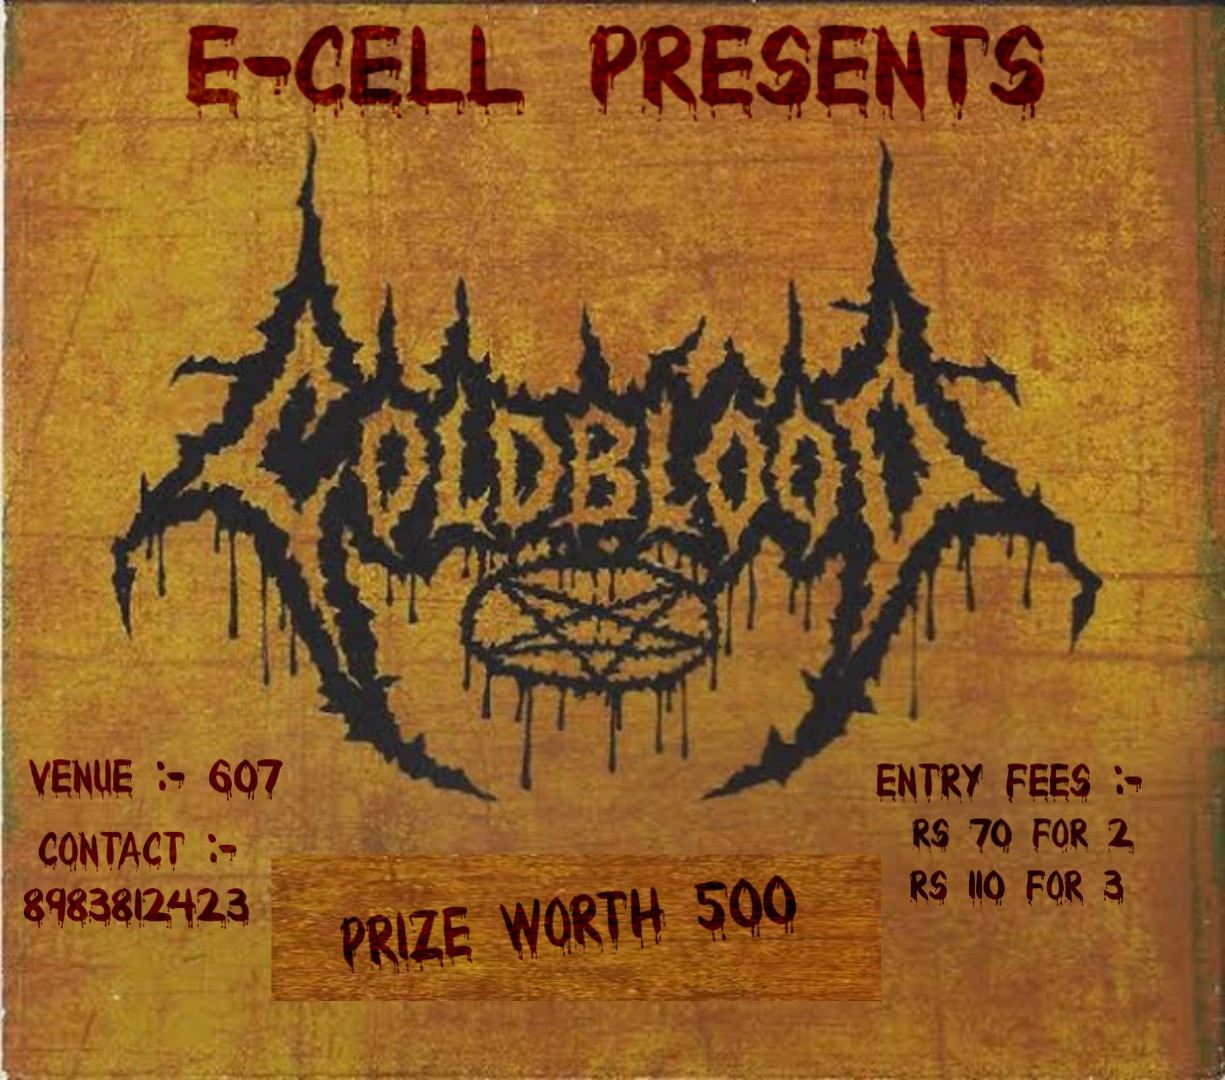 E-CELL PRESENTS
COLDBLOOD
VENUE :- 607
CONTACT :-
8983812423
ENTRY FEES :-
RS 70 FOR 2
RS 110 FOR 3
PRIZE WORTH 500